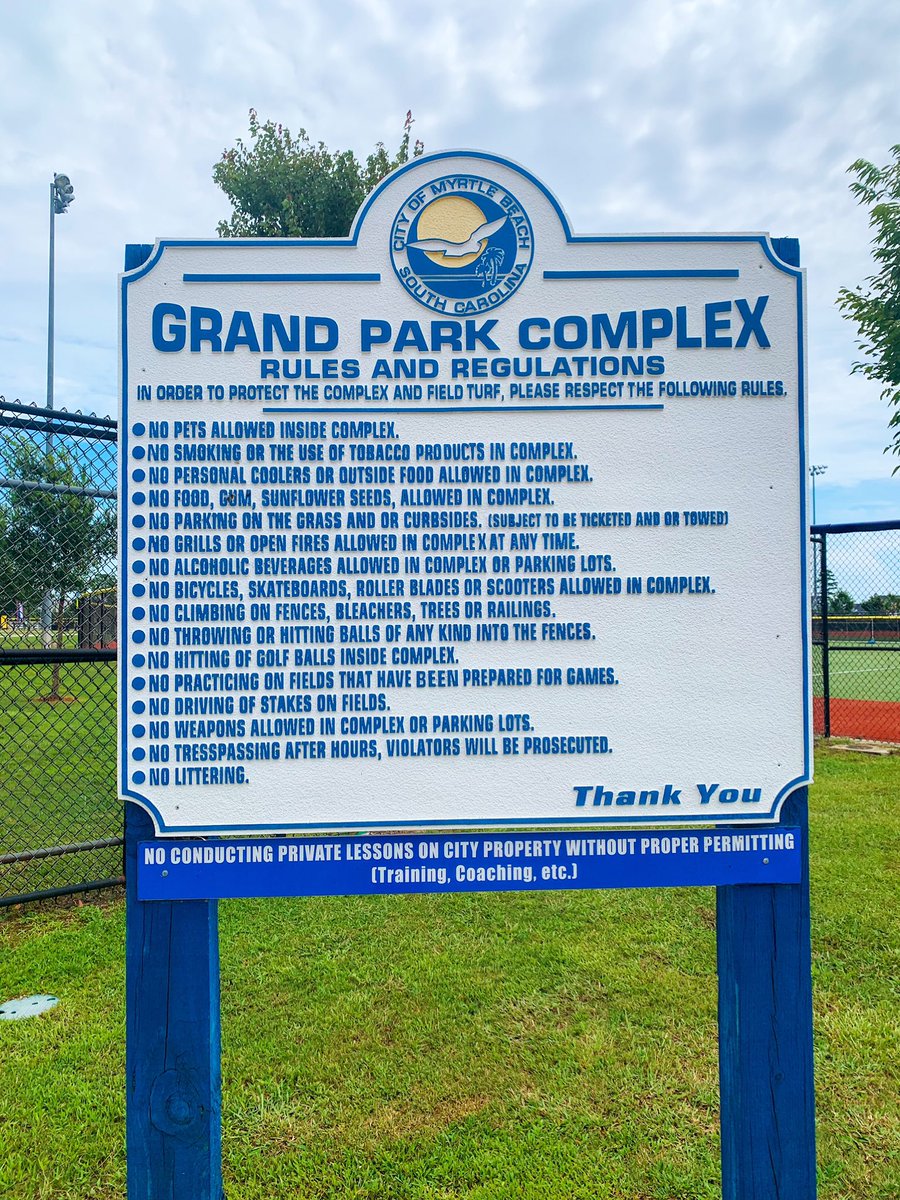 CITY OF MYRTLE BEACH
SOUTH CAROLINA
GRAND PARK COMPLEX
RULES AND REGULATIONS
IN ORDER TO PROTECT THE COMPLEX AND FIELD TURF, PLEASE RESPECT THE FOLLOWING RULES.
● NO PETS ALLOWED INSIDE COMPLEX.
● NO SMOKING OR THE USE OF TOBACCO PRODUCTS IN COMPLEX.
● NO PERSONAL COOLERS OR OUTSIDE FOOD ALLOWED IN COMPLEX.
● NO FOOD, GUM, SUNFLOWER SEEDS, ALLOWED IN COMPLEX.
● NO PARKING ON THE GRASS AND OR CURBSIDES. (SUBJECT TO BE TICKETED AND OR TOWED)
● NO GRILLS OR OPEN FIRES ALLOWED IN COMPLEX AT ANY TIME.
● NO ALCOHOLIC BEVERAGES ALLOWED IN COMPLEX OR PARKING LOTS.
● NO BICYCLES, SKATEBOARDS, ROLLER BLADES OR SCOOTERS ALLOWED IN COMPLEX.
● NO CLIMBING ON FENCES, BLEACHERS, TREES OR RAILINGS.
● NO THROWING OR HITTING BALLS OF ANY KIND INTO THE FENCES.
● NO HITTING OF GOLF BALLS INSIDE COMPLEX.
● NO PRACTICING ON FIELDS THAT HAVE BEEN PREPARED FOR GAMES.
● NO DRIVING OF STAKES ON FIELDS.
● NO WEAPONS ALLOWED IN COMPLEX OR PARKING LOTS.
● NO TRESSPASSING AFTER HOURS, VIOLATORS WILL BE PROSECUTED.
● NO LITTERING.
Thank You
NO CONDUCTING PRIVATE LESSONS ON CITY PROPERTY WITHOUT PROPER PERMITTING
(Training, Coaching, etc.)